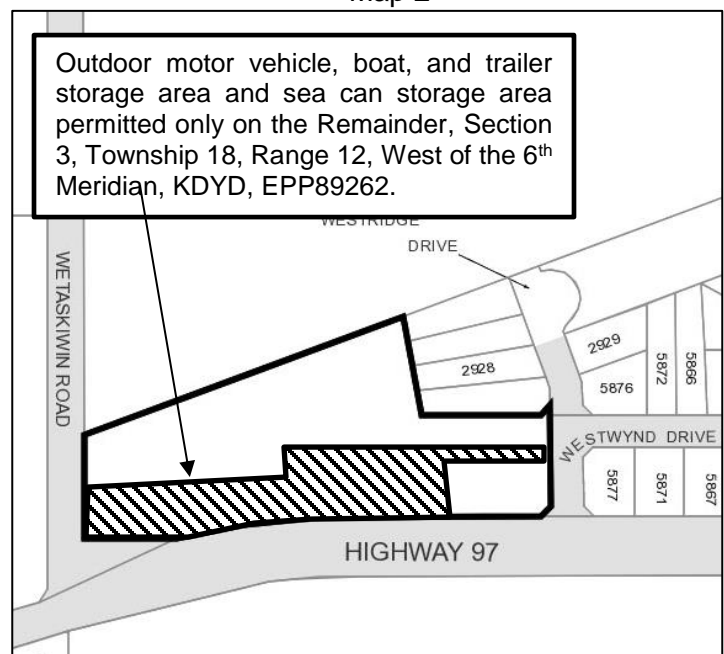 Map 2
Outdoor motor vehicle, boat, and trailer
storage area and sea can storage area
permitted only on the Remainder, Section
3, Township 18, Range 12, West of the 6th
Meridian, KDYD, EPP89262.
WESTRIDGE
DRIVE
WETASKIWIN ROAD
2928
2929
5876
5872
5866
WESTWYND DRIVE
5877
5871
5867
HIGHWAY 97